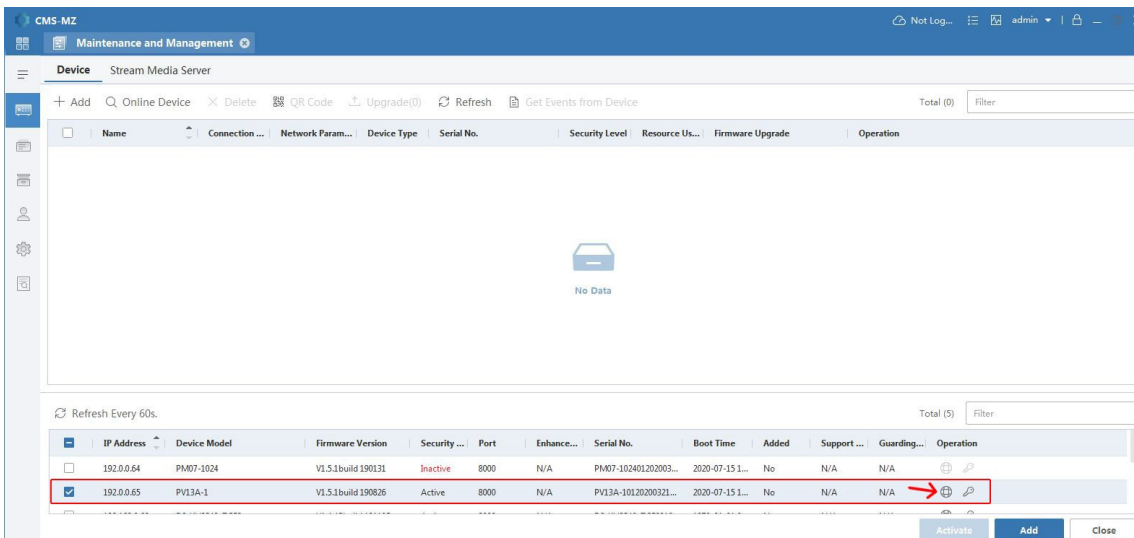 CMS-MZ
Not Log... admin
Maintenance and Management
Device Stream Media Server
Add Online Device Delete QR Code Upgrade(0) Refresh Get Events from Device Total (0) Filter
Name Connection ... Network Param... Device Type Serial No. Security Level Resource Us... Firmware Upgrade Operation
No Data
Refresh Every 60s. Total (5) Filter
IP Address Device Model Firmware Version Security ... Port Enhance... Serial No. Boot Time Added Support ... Guarding... Operation
192.0.0.64 PM07-1024 V1.5.1build 190131 Inactive 8000 N/A PM07-102401202003... 2020-07-15 1... No N/A N/A
192.0.0.65 PV13A-1 V1.5.1build 190826 Active 8000 N/A PV13A-10120200321... 2020-07-15 1... No N/A N/A
Activate Add Close